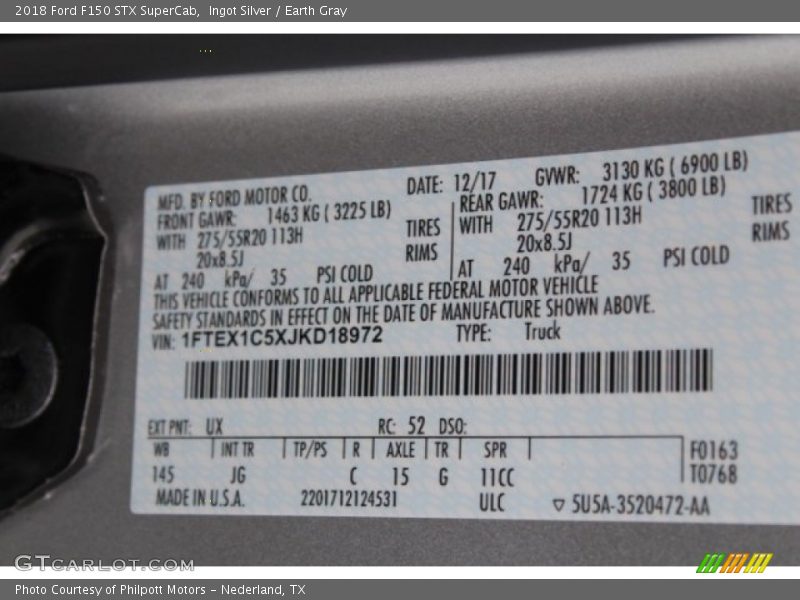 2018 Ford F150 STX SuperCab, Ingot Silver / Earth Gray
MFD. BY FORD MOTOR CO. DATE: 12/17 GVWR: 3130 KG ( 6900 LB)
FRONT GAWR: 1463 KG ( 3225 LB) REAR GAWR: 1724 KG ( 3800 LB)
WITH 275/55R20 113H TIRES WITH 275/55R20 113H TIRES
20x8.5J RIMS 20x8.5J RIMS
AT 240 kPa/ 35 PSI COLD AT 240 kPa/ 35 PSI COLD
THIS VEHICLE CONFORMS TO ALL APPLICABLE FEDERAL MOTOR VEHICLE
SAFETY STANDARDS IN EFFECT ON THE DATE OF MANUFACTURE SHOWN ABOVE.
VIN: 1FTEX1C5XJKD18972 TYPE: Truck
EXT PNT: UX RC: 52 DSO:
WB INT TR TP/PS R AXLE TR SPR F0163
145 JG C 15 G 11CC T0768
MADE IN U.S.A. 2201712124531 ULC ▽ 5U5A-3520472-AA
GTCARLOT.COM
Photo Courtesy of Philpott Motors - Nederland, TX